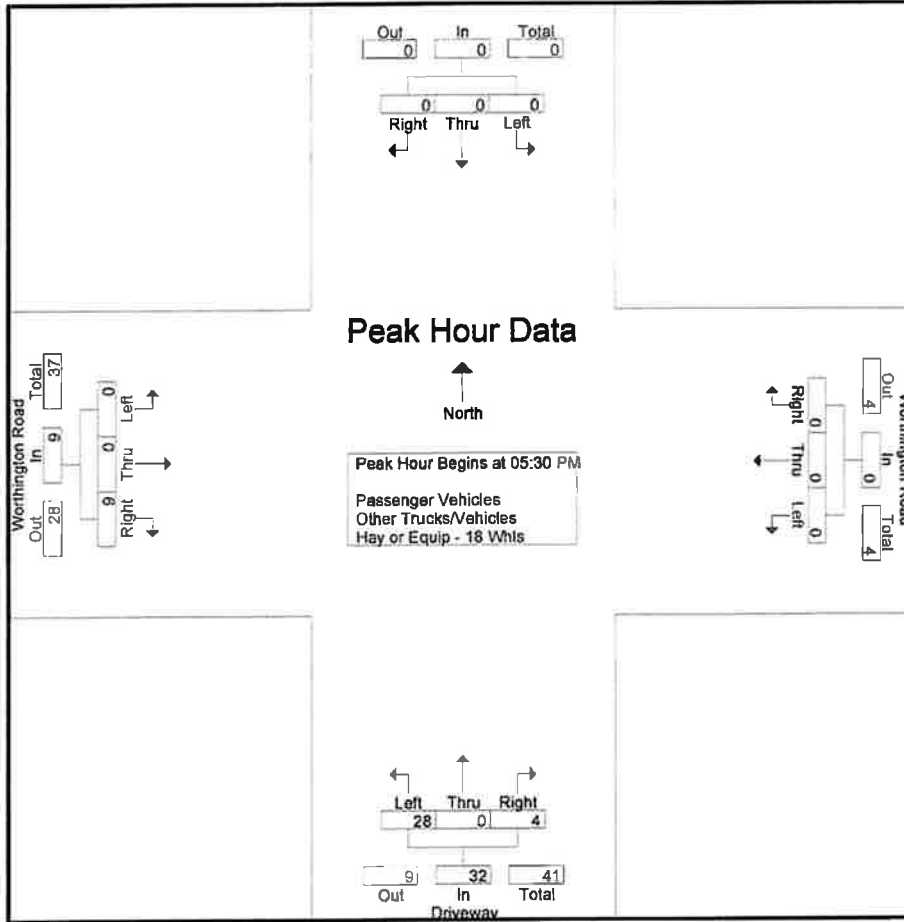 Out In Total
0 0 0
0 0 0
Right Thru Left
Peak Hour Data
North
Peak Hour Begins at 05:30 PM
Passenger Vehicles
Other Trucks/Vehicles
Hay or Equip - 18 Whls
Worthington Road
Out In Total
28 9 37
9 0 0
Right Thru Left
Worthington Road
Out In Total
4 0 4
Right Thru Left
0 0 0
Left Thru Right
28 0 4
9 32 41
Out In Total
Driveway